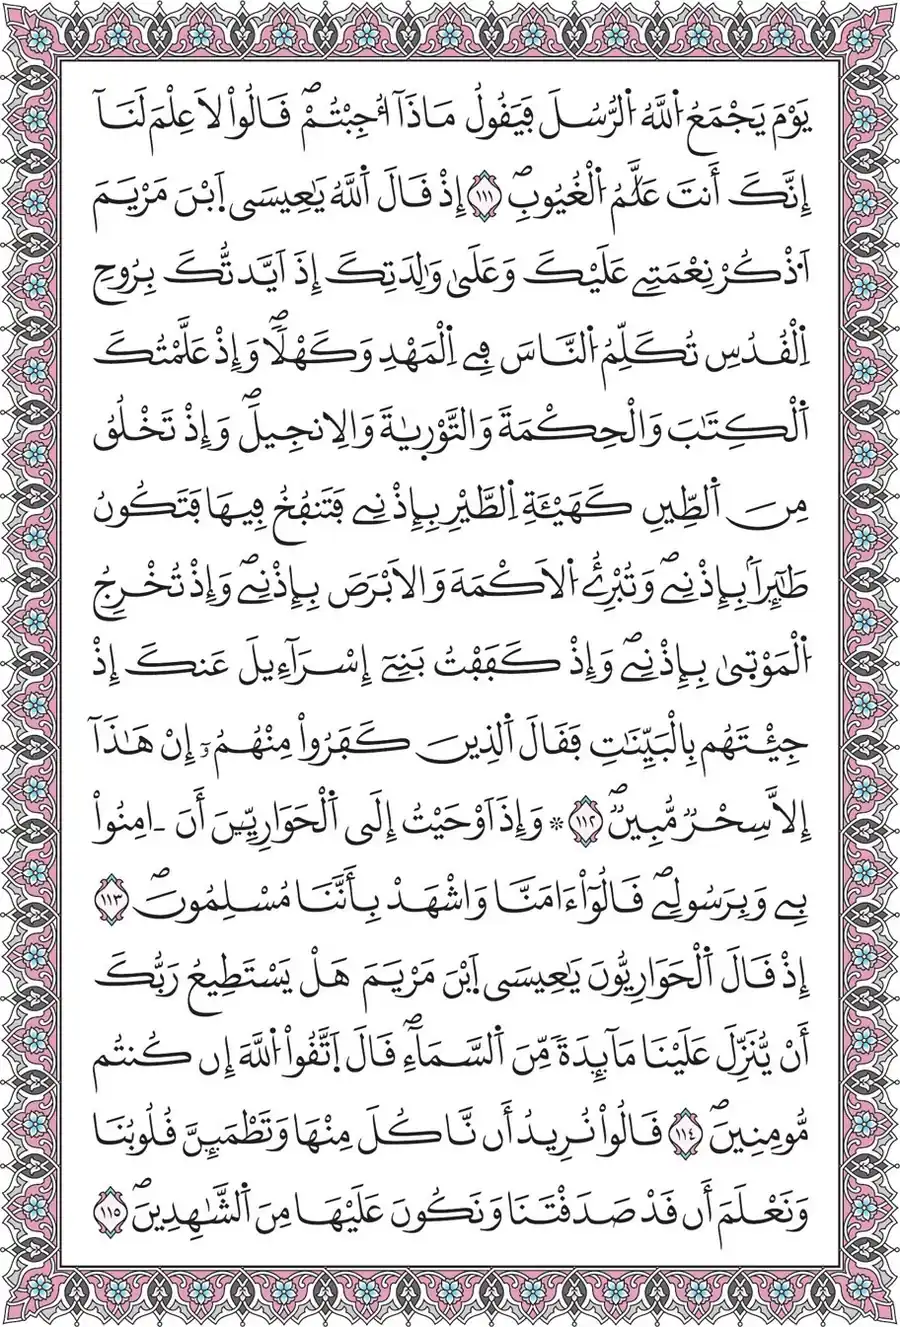 يَوْمَ يَجْمَعُ اُ۬للَّهُ اُ۬لرُّسُلَ فَيَقُولُ مَاذَآ أُجِبْتُمْۖ قَالُواْ لَا عِلْمَ لَنَآ
إِنَّكَ أَنتَ عَلَّٰمُ اُ۬لْغُيُوبِۖ ١١١ إِذْ قَالَ اَ۬للَّهُ يَٰعِيسَى اَ۪بْنَ مَرْيَمَ
اَ۟ذْكُرْ نِعْمَتِے عَلَيْكَ وَعَلَىٰ وَٰلِدَتِكَ إِذَ اَيَّدتُّكَ بِرُوحِ
اِ۬لْقُدُسِ تُكَلِّمُ اُ۬لنَّاسَ فِے اِ۬لْمَهْدِ وَكَهْلاٗۖ وَإِذْ عَلَّمْتُكَ
اَ۬لْكِتَٰبَ وَالْحِكْمَةَ وَالتَّوْر۪يٰةَ وَالِانجِيلَۖ وَإِذْ تَخْلُقُ
مِنَ اَ۬لطِّينِ كَهَيْـَٔةِ اِ۬لطَّيْرِ بِإِذْنِے فَتَنفُخُ فِيهَا فَتَكُونُ
طَٰٓئِراَۢ بِإِذْنِےۖ وَتُبْرِئُ اُ۬لَاكْمَهَ وَالَابْرَصَ بِإِذْنِےۖ وَإِذْ تُخْرِجُ
اُ۬لْمَوْت۪ىٰ بِإِذْنِےۖ وَإِذْ كَفَفْتُ بَنِےٓ إِسْرَآءِيلَ عَنكَ إِذْ
جِئْتَهُم بِالْبَيِّنَٰتِ فَقَالَ اَ۬لذِينَ كَفَرُواْ مِنْهُمُۥٓ إِنْ هَٰذَآ
إِلَّا سِحْرٞ مُّبِينٞۖ ١١٢ ۞ وَإِذَ اَوْحَيْتُ إِلَى اَ۬لْحَوَارِيِّـۧنَ أَنَ اٰمِنُواْ
بِے وَبِرَسُولِےۖ قَالُوٓاْ ءَامَنَّا وَاشْهَدْ بِأَنَّنَا مُسْلِمُونَۖ ١١٣
إِذْ قَالَ اَ۬لْحَوَارِيُّونَ يَٰعِيسَى اَ۪بْنَ مَرْيَمَ هَلْ يَسْتَطِيعُ رَبُّكَ
أَنْ يُّنَزِّلَ عَلَيْنَا مَآئِدَةٗ مِّنَ اَ۬لسَّمَآءِۖ قَالَ اَ۪تَّقُواْ اُ۬للَّهَ إِن كُنتُم
مُّومِنِينَۖ ١١٤ قَالُواْ نُرِيدُ أَن نَّاكُلَ مِنْهَا وَتَطْمَئِنَّ قُلُوبُنَا
وَنَعْلَمَ أَن قَدْ صَدَقْتَنَا وَنَكُونَ عَلَيْهَا مِنَ اَ۬لشَّٰهِدِينَۖ ١١٥